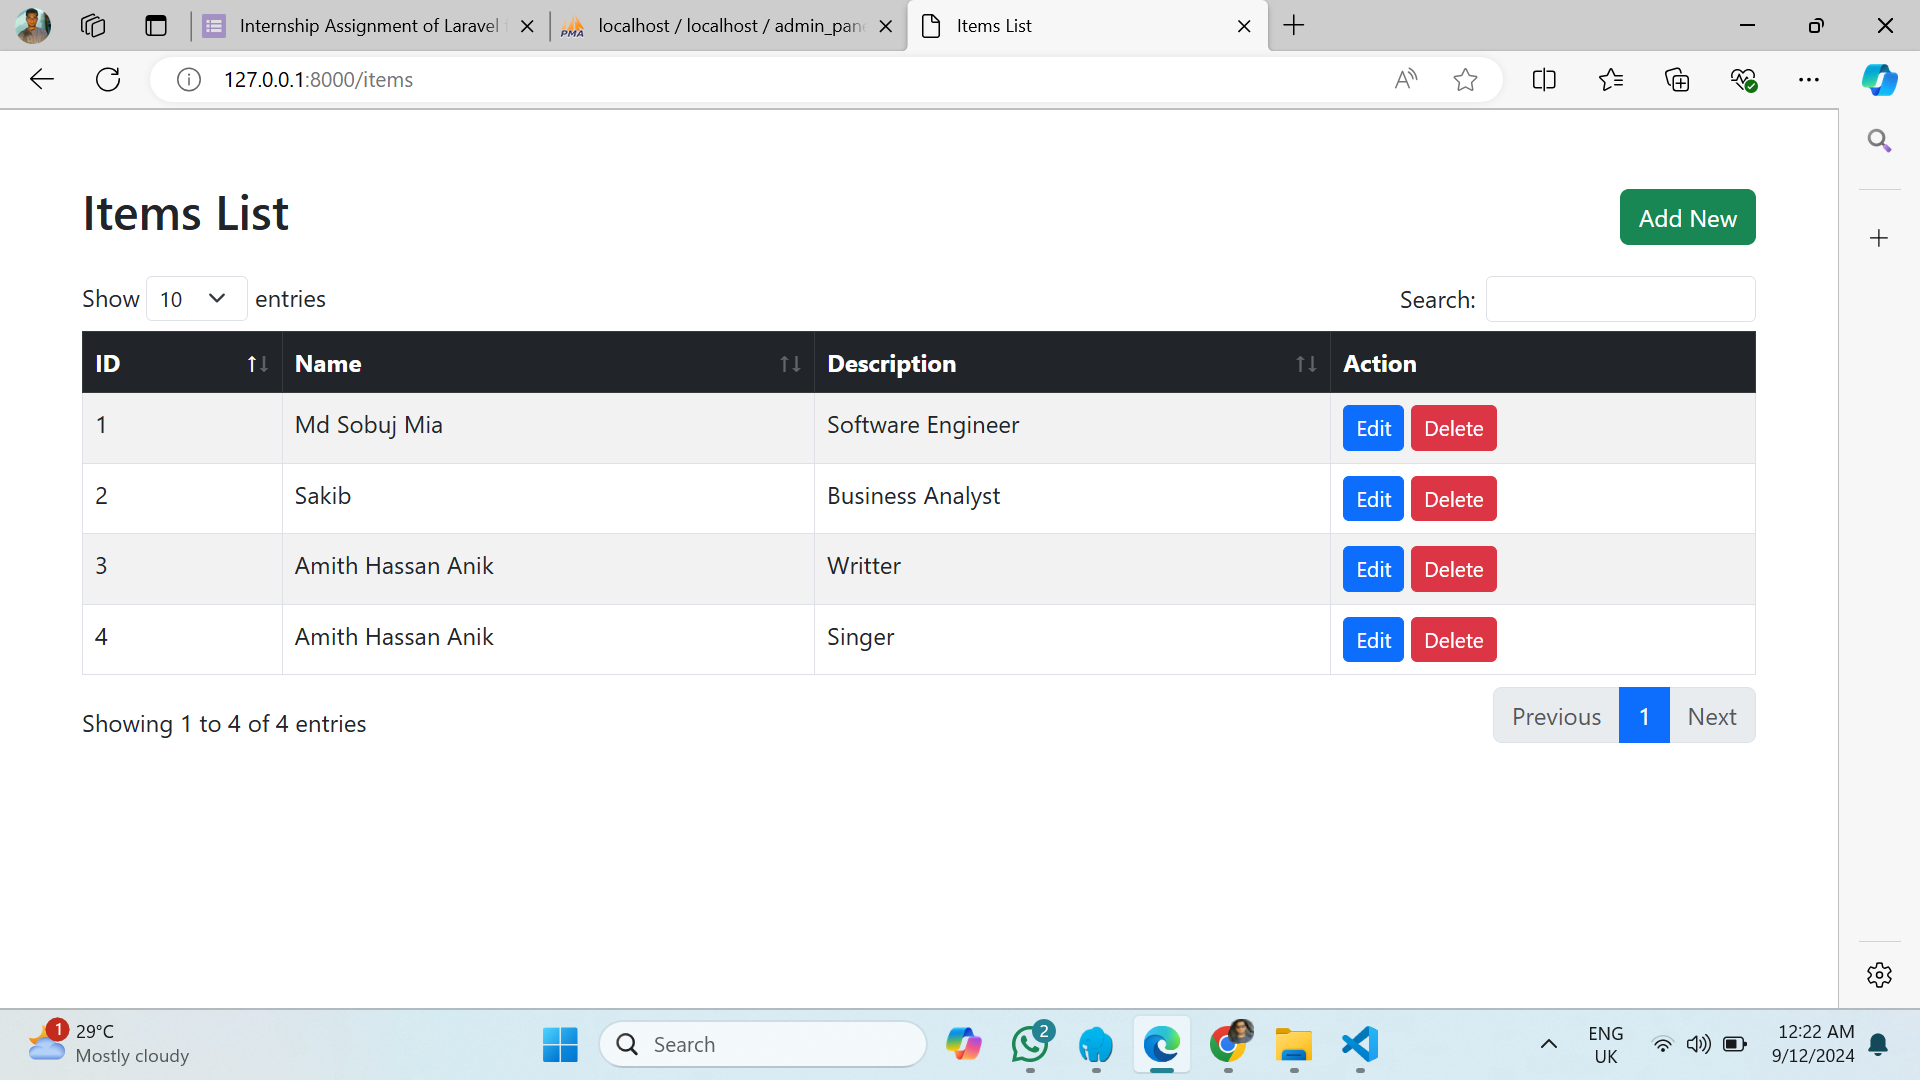 Internship Assignment of Laravel
localhost / localhost / admin_pane
Items List
127.0.0.1:8000/items
Items List
Add New
Show 10 entries
Search:
ID Name Description Action
1 Md Sobuj Mia Software Engineer Edit Delete
2 Sakib Business Analyst Edit Delete
3 Amith Hassan Anik Writter Edit Delete
4 Amith Hassan Anik Singer Edit Delete
Showing 1 to 4 of 4 entries
Previous 1 Next
1
29°C
Mostly cloudy
Search
2
ENG
UK
12:22 AM
9/12/2024